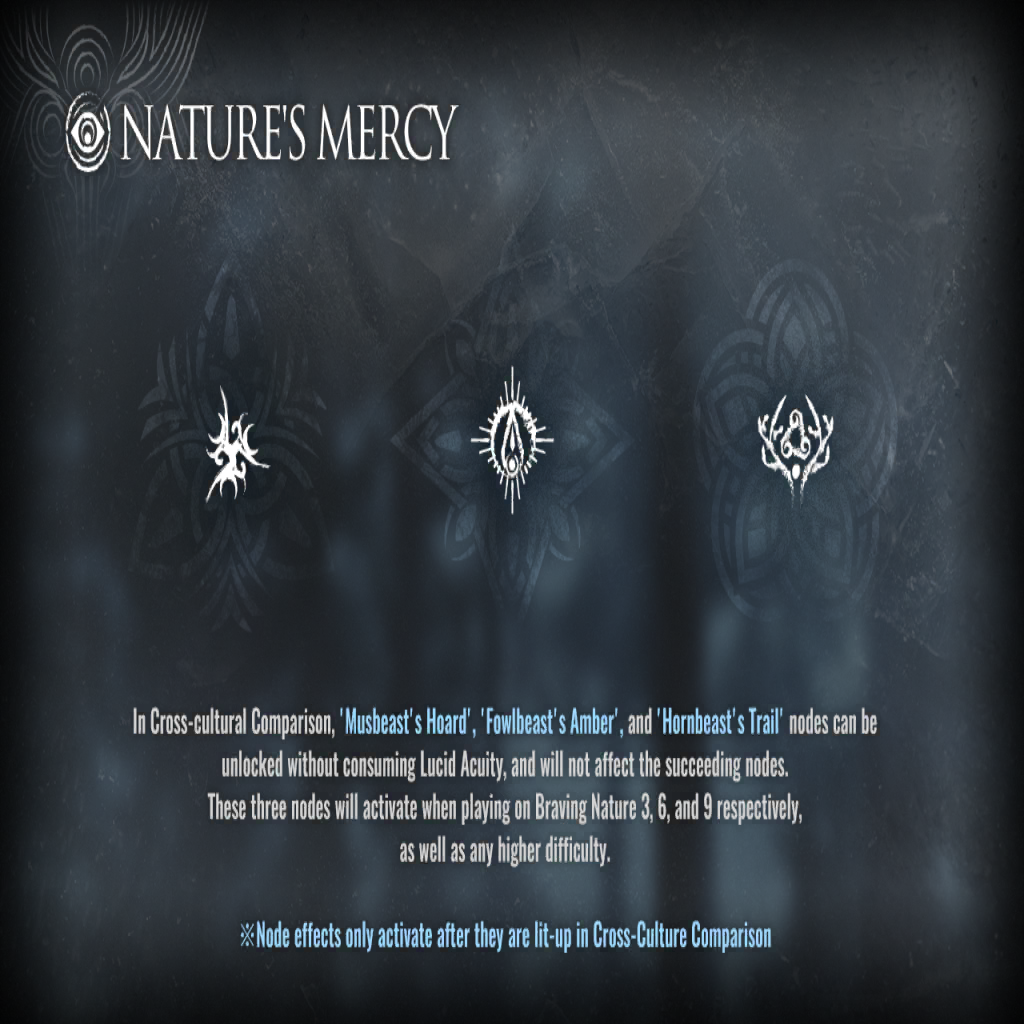 NATURE'S MERCY
In Cross-cultural Comparison, 'Musbeast's Hoard', 'Fowlbeast's Amber', and 'Hornbeast's Trail' nodes can be
unlocked without consuming Lucid Acuity, and will not affect the succeeding nodes.
These three nodes will activate when playing on Braving Nature 3, 6, and 9 respectively,
as well as any higher difficulty.
※Node effects only activate after they are lit-up in Cross-Culture Comparison